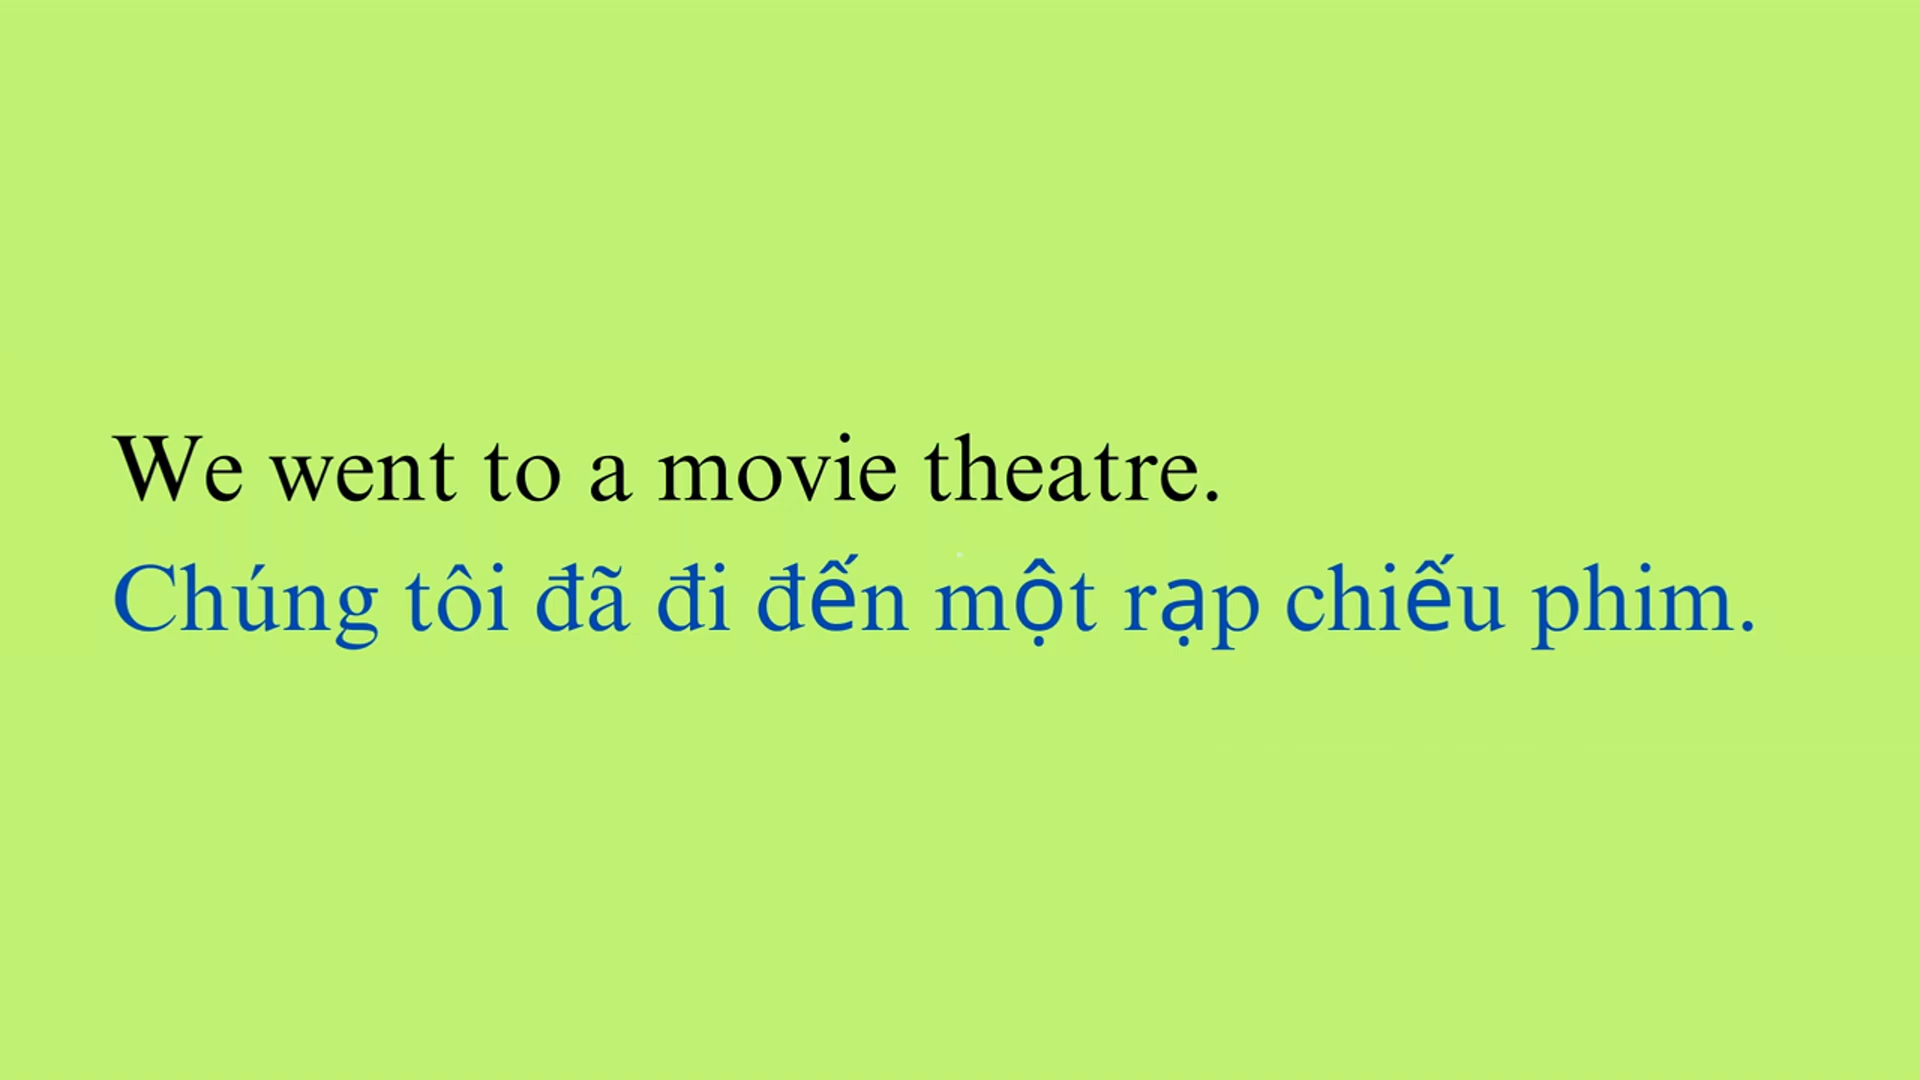 We went to a movie theatre.
Chúng tôi đã đi đến một rạp chiếu phim.